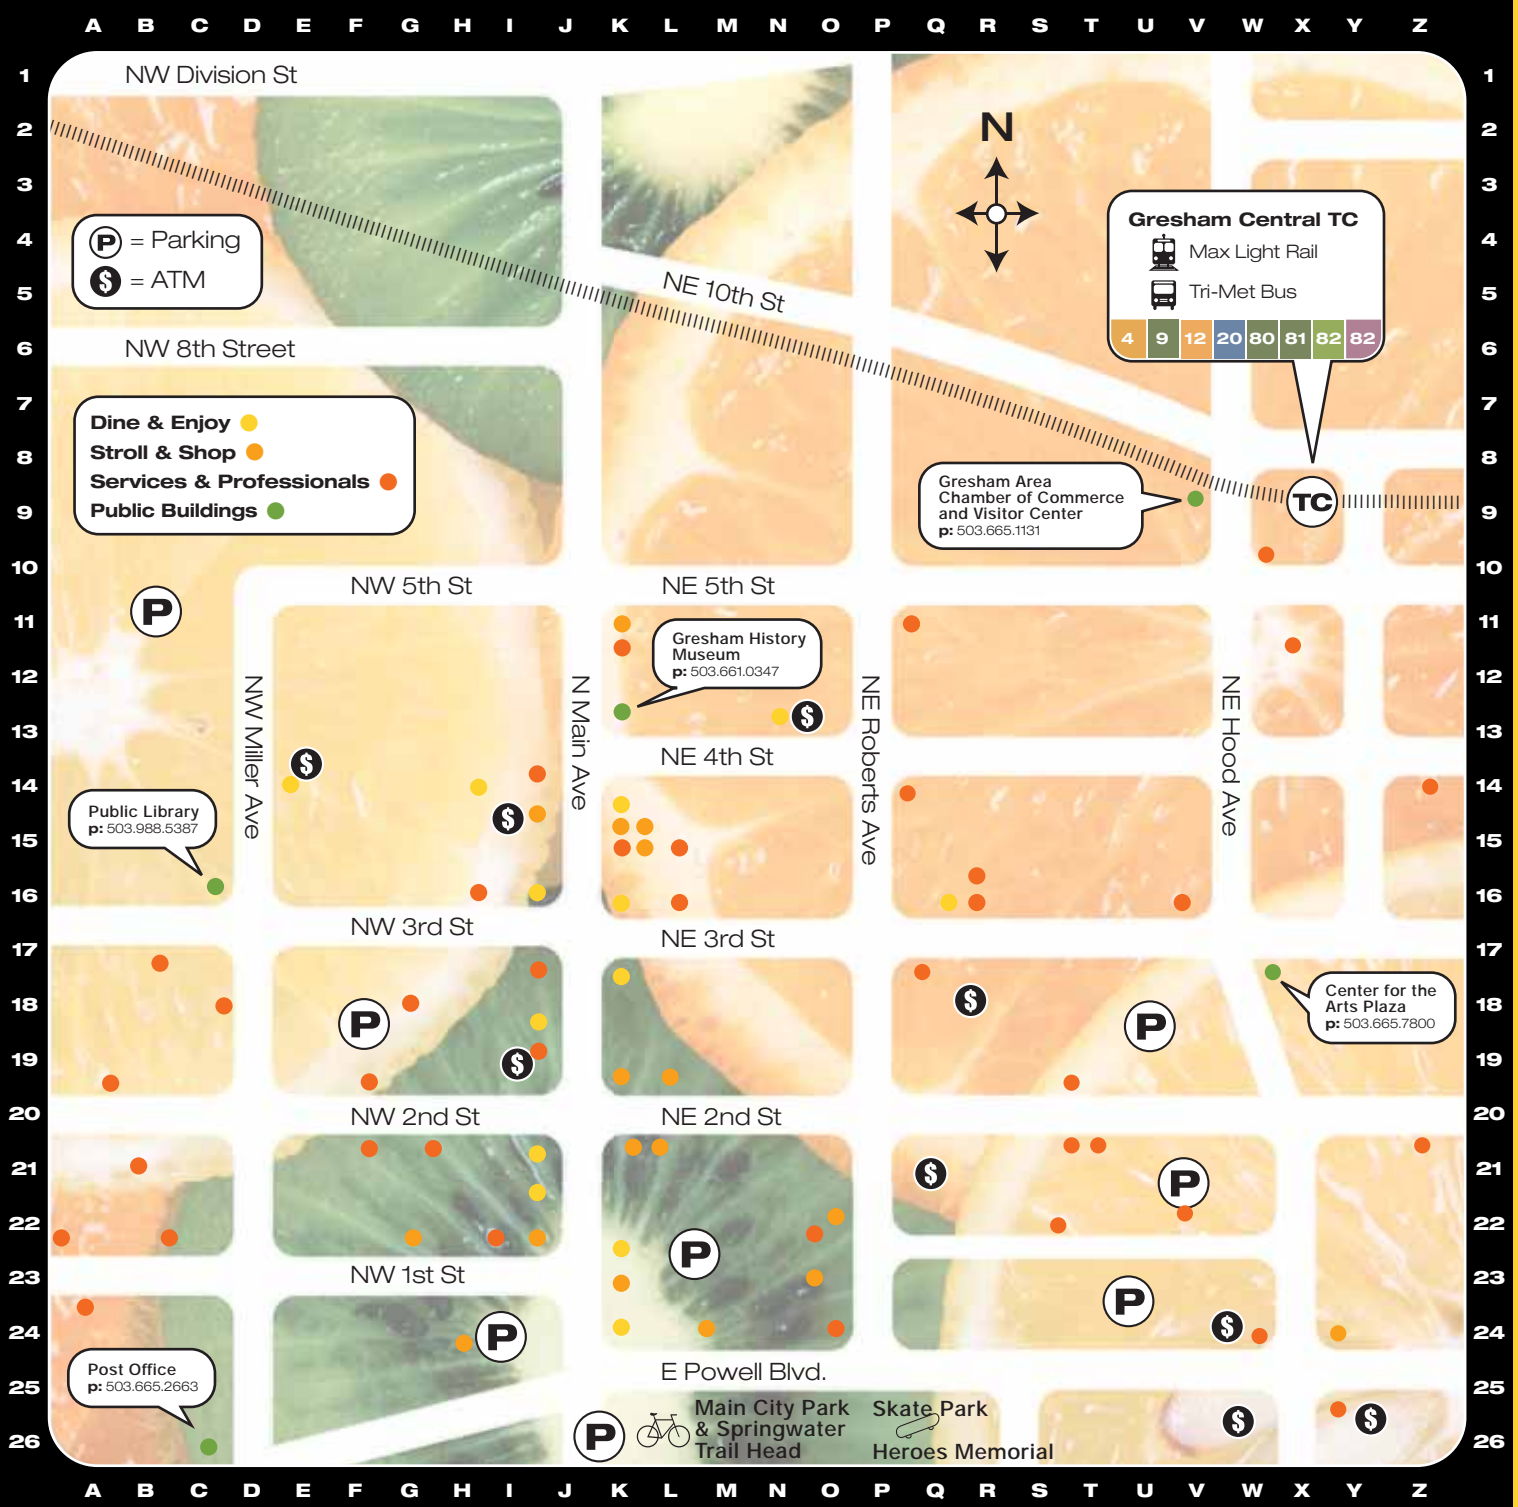 A B C D E F G H I J K L M N O P Q R S T U V W X Y Z
1 NW Division St 1
2 2
N
3 3
4 4
5 5
6 6
7 7
8 8
9 9
10 10
11 11
12 12
13 13
14 14
15 15
16 16
17 17
18 18
19 19
20 20
21 21
22 22
23 23
24 24
25 25
26 26
P = Parking
$ = ATM
Gresham Central TC
Max Light Rail
Tri-Met Bus
4 9 12 20 80 81 82 82
NE 10th St
NW 8th Street
Dine & Enjoy
Stroll & Shop
Services & Professionals
Public Buildings
Gresham Area
Chamber of Commerce
and Visitor Center
p: 503.665.1131
TC
NW 5th St
NE 5th St
P
Gresham History
Museum
p: 503.661.0347
$
NW Miller Ave
N Main Ave
NE Roberts Ave
NE Hood Ave
NE 4th St
$
$
Public Library
p: 503.988.5387
NW 3rd St
NE 3rd St
Center for the
Arts Plaza
p: 503.665.7800
P
$
$
P
NW 2nd St
NE 2nd St
$
P
P
NW 1st St
P
P
$
Post Office
p: 503.665.2663
E Powell Blvd.
P
Main City Park
& Springwater
Trail Head
Skate Park
Heroes Memorial
$
$
A B C D E F G H I J K L M N O P Q R S T U V W X Y Z